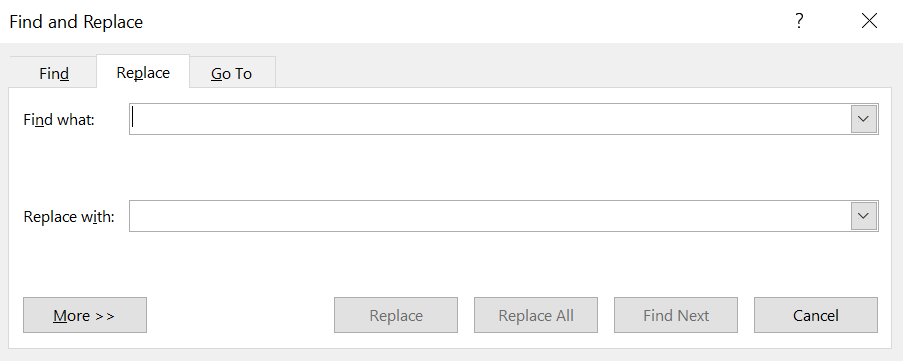 Find and Replace ?
Find Replace Go To
Find what:
Replace with:
More >> Replace Replace All Find Next Cancel